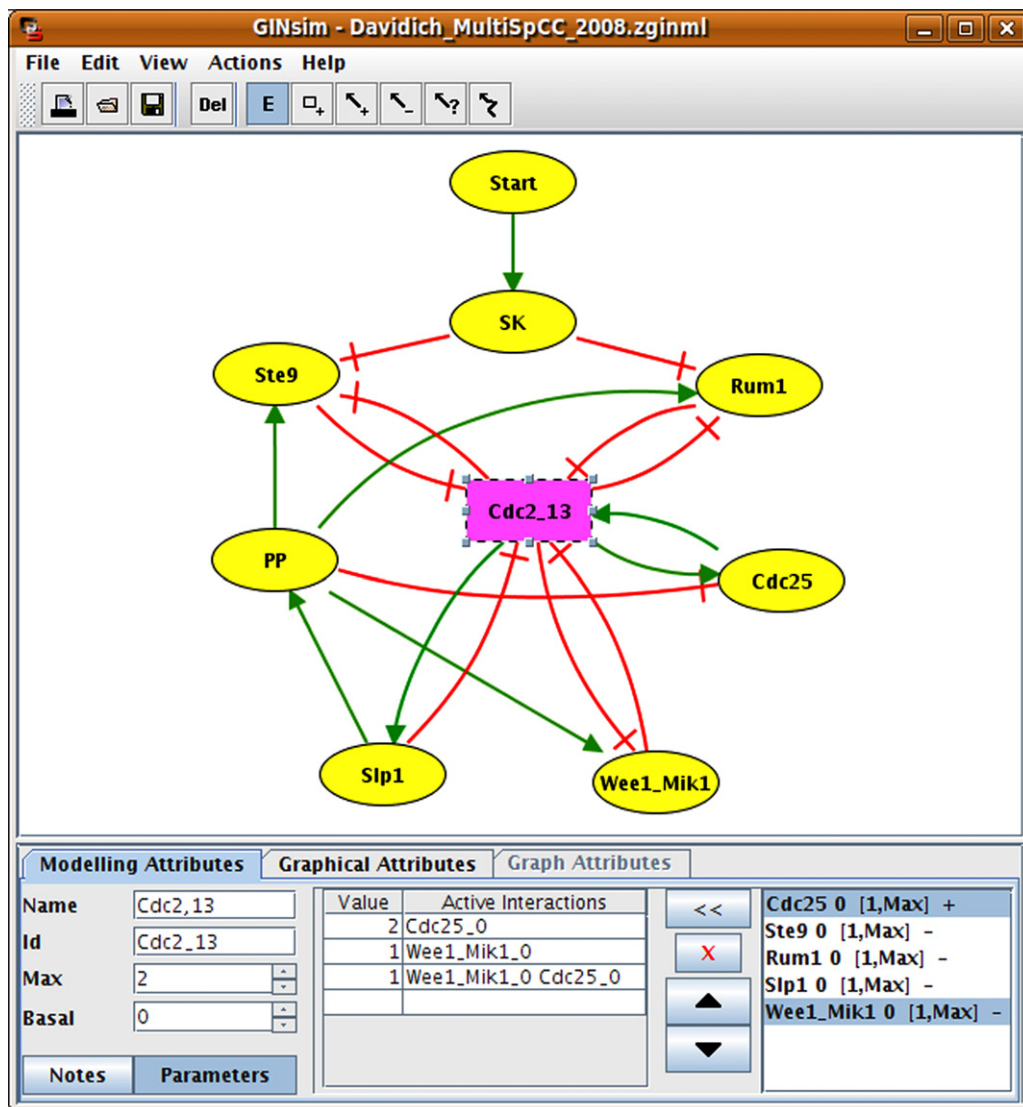 GINsim - Davidich_MultiSpCC_2008.zginml
File Edit View Actions Help
Del E
Start
SK
Ste9
Rum1
Cdc2_13
PP
Cdc25
Slp1
Wee1_Mik1
Modelling Attributes Graphical Attributes Graph Attributes
Name Cdc2,13
Id Cdc2_13
Max 2
Basal 0
Notes Parameters
Value Active Interactions
2 Cdc25_0
1 Wee1_Mik1_0
1 Wee1_Mik1_0 Cdc25_0
<<
X
Cdc25 0 [1,Max] +
Ste9 0 [1,Max] -
Rum1 0 [1,Max] -
Slp1 0 [1,Max] -
Wee1_Mik1 0 [1,Max] -